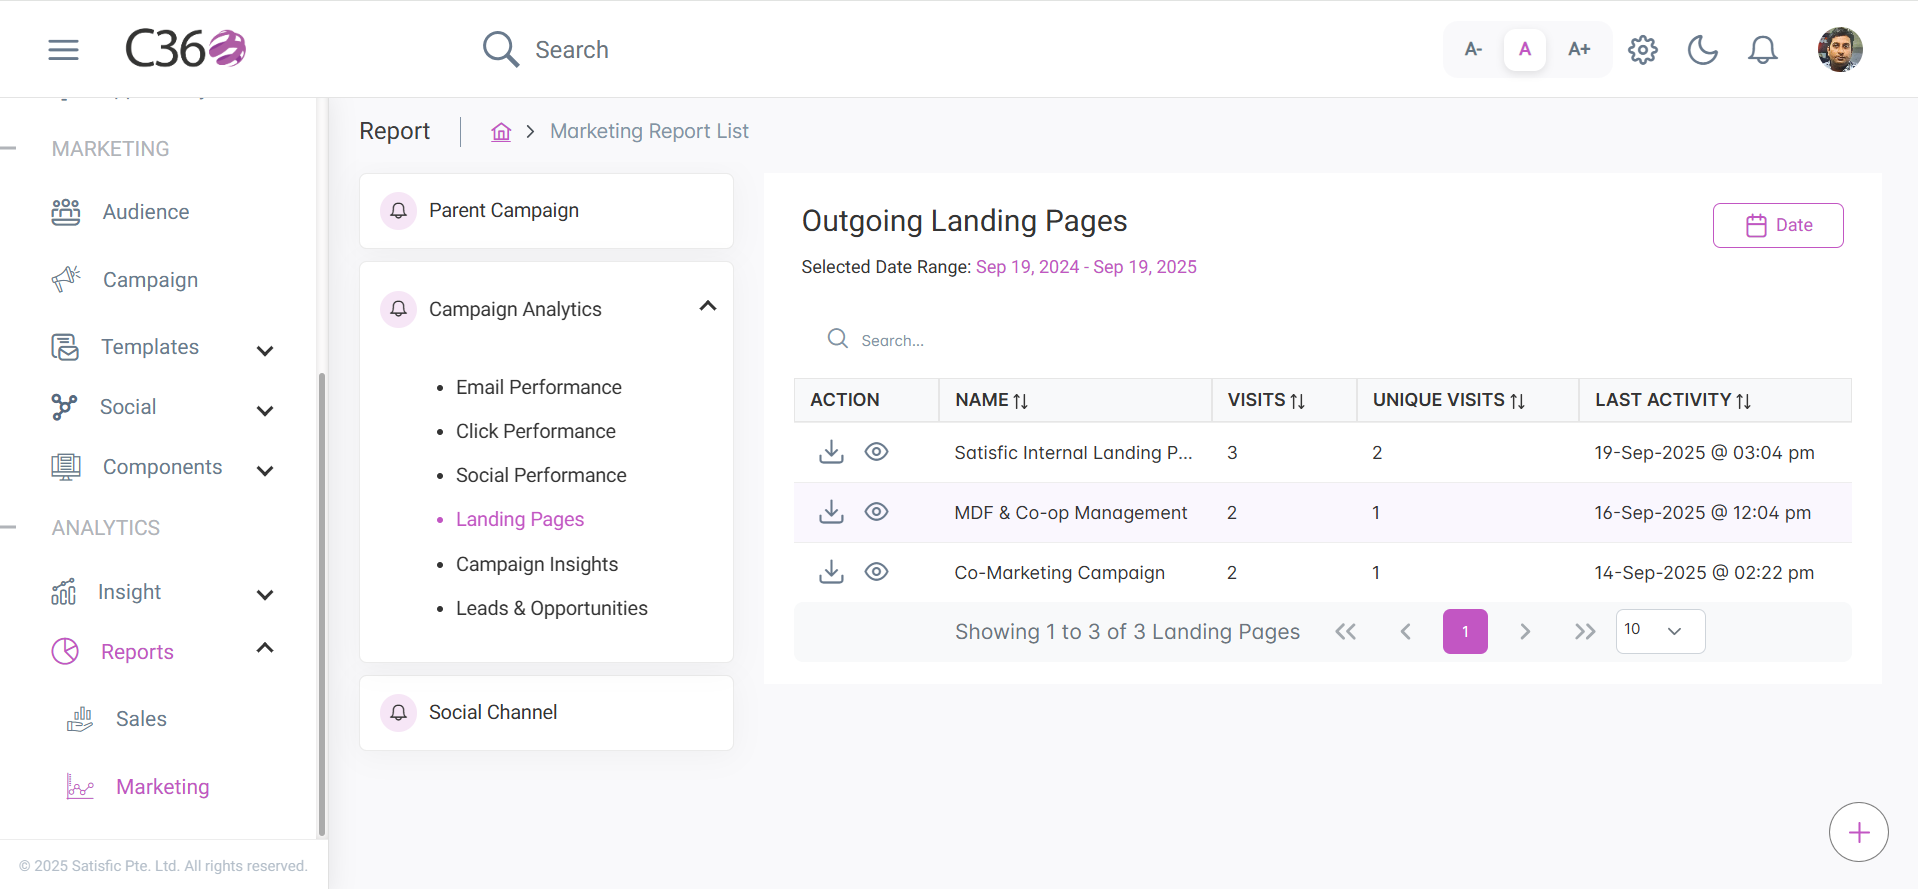 C360
Search
A-
A
A+
MARKETING
Audience
Campaign
Templates
Social
Components
ANALYTICS
Insight
Reports
Sales
Marketing
© 2025 Satisfic Pte. Ltd. All rights reserved.
Report
Marketing Report List
Parent Campaign
Campaign Analytics
• Email Performance
• Click Performance
• Social Performance
• Landing Pages
• Campaign Insights
• Leads & Opportunities
Social Channel
Outgoing Landing Pages
Date
Selected Date Range: Sep 19, 2024 - Sep 19, 2025
Search...
ACTION NAME VISITS UNIQUE VISITS LAST ACTIVITY
Satisfic Internal Landing P... 3 2 19-Sep-2025 @ 03:04 pm
MDF & Co-op Management 2 1 16-Sep-2025 @ 12:04 pm
Co-Marketing Campaign 2 1 14-Sep-2025 @ 02:22 pm
Showing 1 to 3 of 3 Landing Pages 1 10